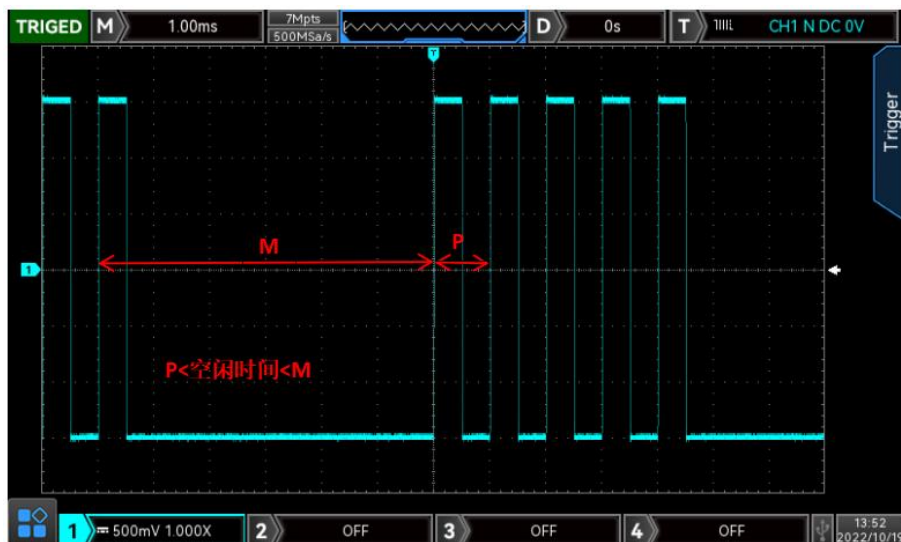 TRIGED M 1.00ms 7Mpts D 0s T CH1 N DC 0V
500MSa/s
T
Trigger
M P
1
P<空闲时间<M
1 500mV 1.000X 2 OFF 3 OFF 4 OFF 13:52
2022/10/19